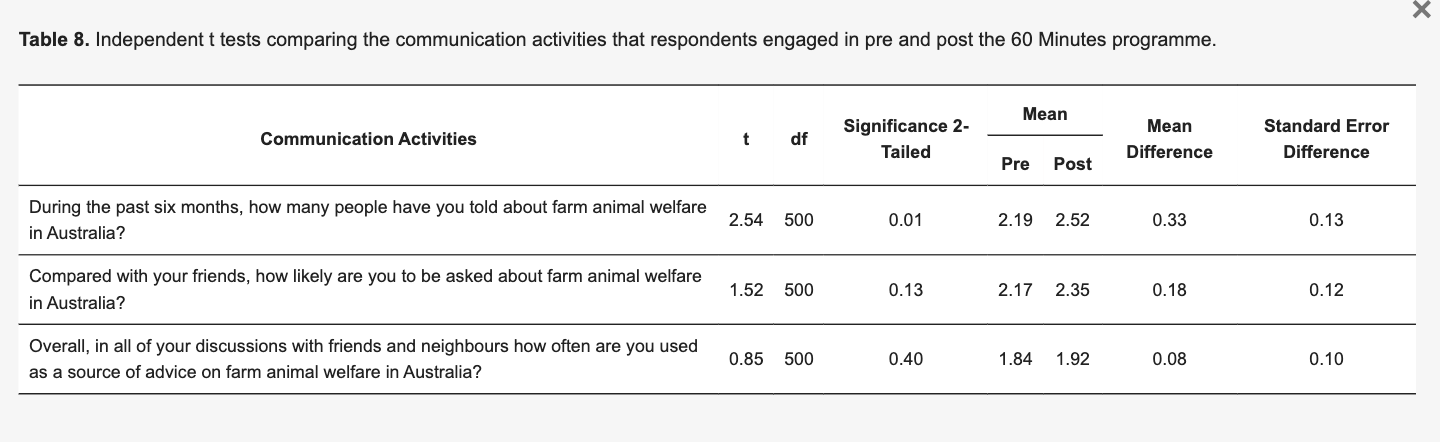 Table 8. Independent t tests comparing the communication activities that respondents engaged in pre and post the 60 Minutes programme.
Communication Activities t df Significance 2-Tailed Mean Mean Difference Standard Error Difference
Pre Post
During the past six months, how many people have you told about farm animal welfare
in Australia?
2.54 500 0.01 2.19 2.52 0.33 0.13
Compared with your friends, how likely are you to be asked about farm animal welfare
in Australia?
1.52 500 0.13 2.17 2.35 0.18 0.12
Overall, in all of your discussions with friends and neighbours how often are you used
as a source of advice on farm animal welfare in Australia?
0.85 500 0.40 1.84 1.92 0.08 0.10